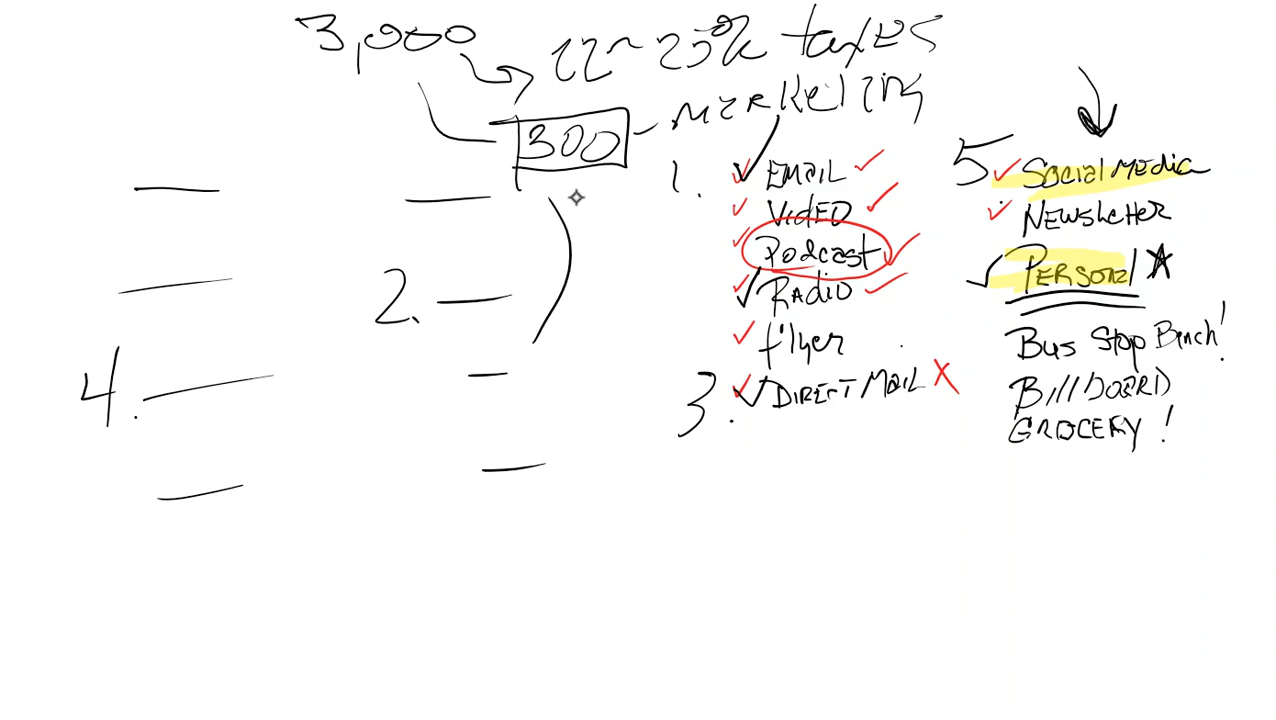 3,000
22~25% taxes
300 - marketing
1. EMAIL
VIDEO
Podcast
RADIO
flyer
3. DIRECT MAIL X
5 Social MEDIA
NEWSLetter
PERSONAL
Bus Stop Bench!
BillBOARD
GROCERY!
2.
4.